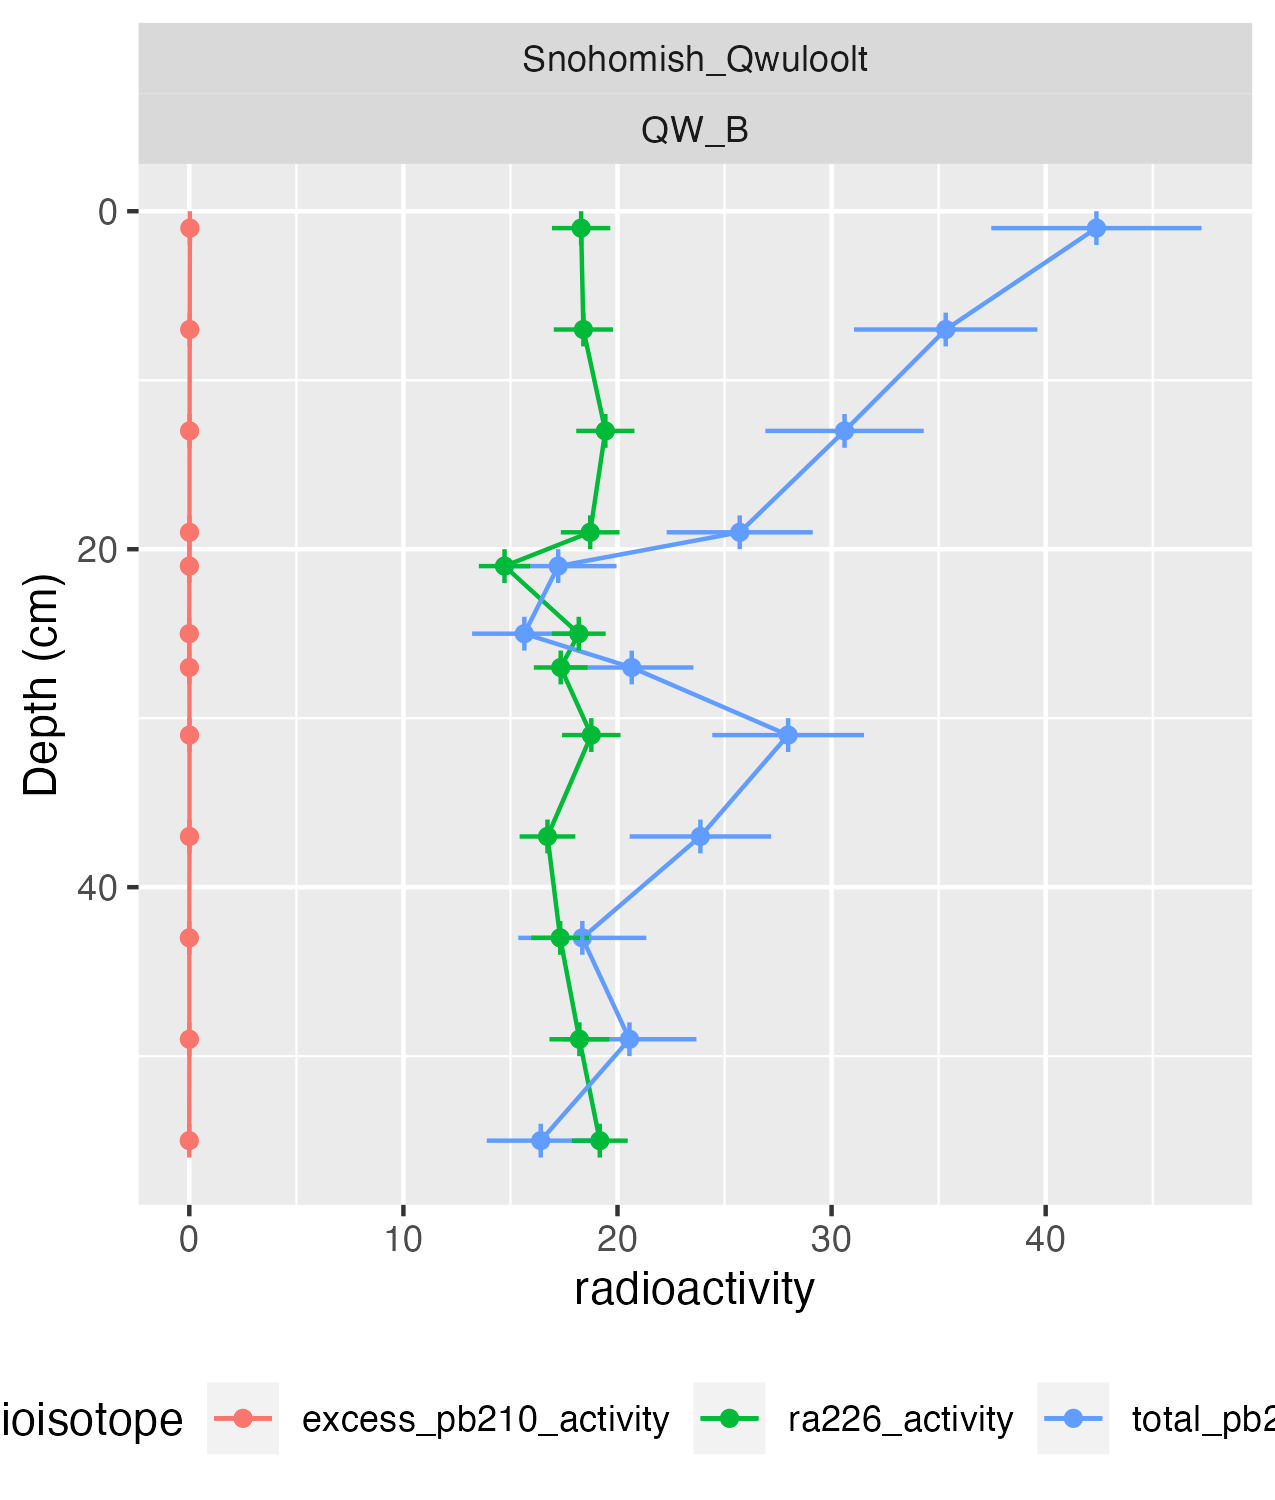 Snohomish_Qwuloolt
QW_B
0
20
40
Depth (cm)
0 10 20 30 40
radioactivity
ioisotope excess_pb210_activity ra226_activity total_pb2